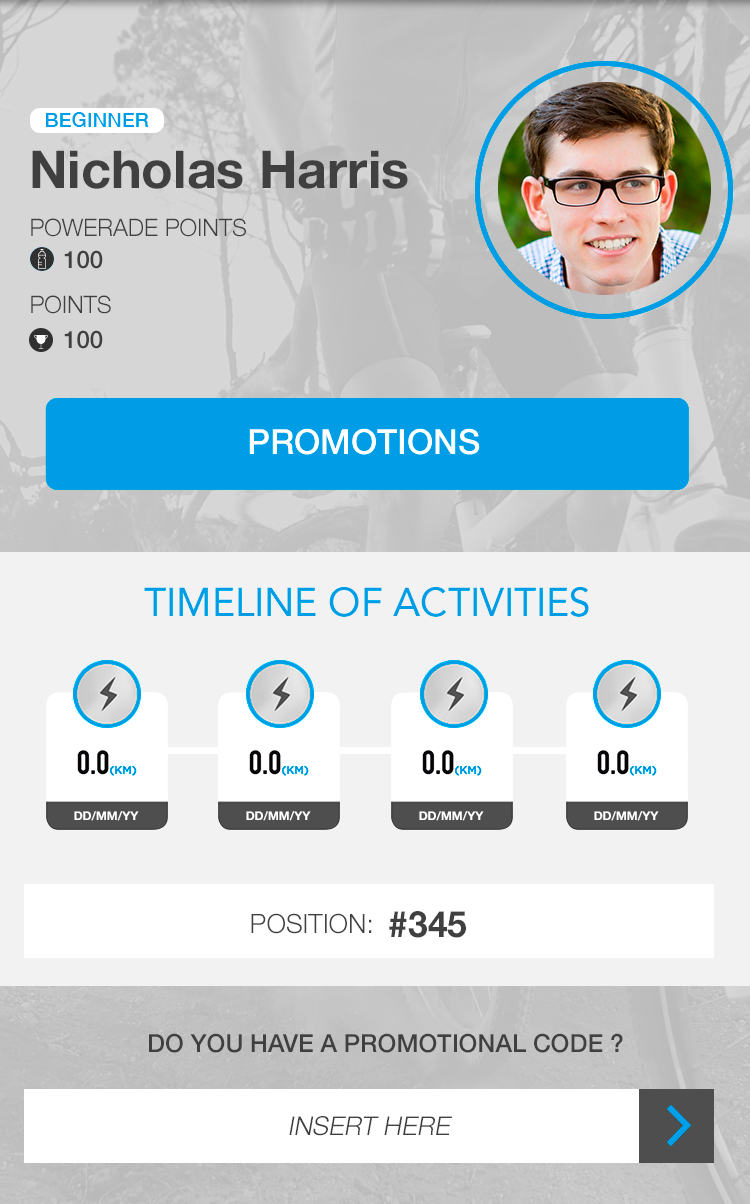 BEGINNER
Nicholas Harris
POWERADE POINTS
100
POINTS
100
PROMOTIONS
TIMELINE OF ACTIVITIES
0.0(KM) 0.0(KM) 0.0(KM) 0.0(KM)
DD/MM/YY DD/MM/YY DD/MM/YY DD/MM/YY
POSITION: #345
DO YOU HAVE A PROMOTIONAL CODE ?
INSERT HERE